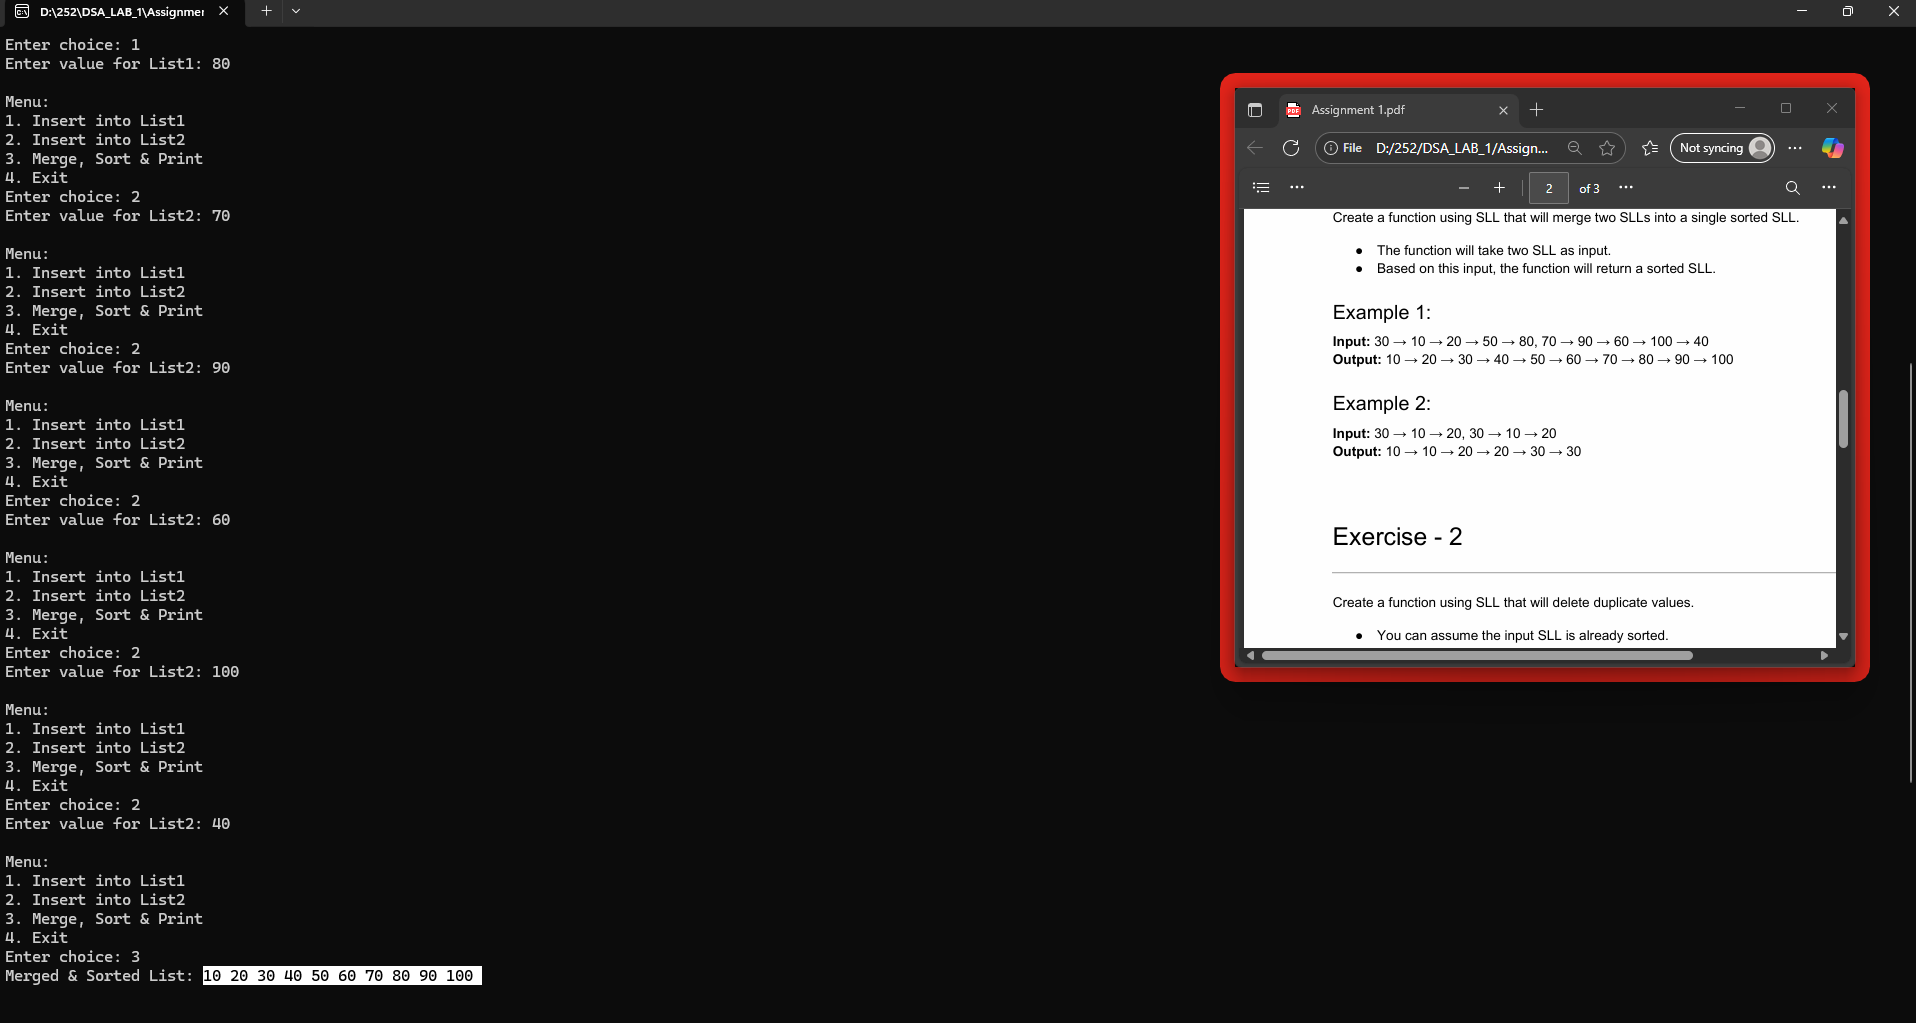 D:\252\DSA_LAB_1\Assignmer
Enter choice: 1
Enter value for List1: 80
Menu:
1. Insert into List1
2. Insert into List2
3. Merge, Sort & Print
4. Exit
Enter choice: 2
Enter value for List2: 70
Menu:
1. Insert into List1
2. Insert into List2
3. Merge, Sort & Print
4. Exit
Enter choice: 2
Enter value for List2: 90
Menu:
1. Insert into List1
2. Insert into List2
3. Merge, Sort & Print
4. Exit
Enter choice: 2
Enter value for List2: 60
Menu:
1. Insert into List1
2. Insert into List2
3. Merge, Sort & Print
4. Exit
Enter choice: 2
Enter value for List2: 100
Menu:
1. Insert into List1
2. Insert into List2
3. Merge, Sort & Print
4. Exit
Enter choice: 2
Enter value for List2: 40
Menu:
1. Insert into List1
2. Insert into List2
3. Merge, Sort & Print
4. Exit
Enter choice: 3
Merged & Sorted List: 10 20 30 40 50 60 70 80 90 100
PDF Assignment 1.pdf
File D:/252/DSA_LAB_1/Assign... Not syncing
2 of 3
Create a function using SLL that will merge two SLLs into a single sorted SLL.
● The function will take two SLL as input.
● Based on this input, the function will return a sorted SLL.
Example 1:
Input: 30 → 10 → 20 → 50 → 80, 70 → 90 → 60 → 100 → 40
Output: 10 → 20 → 30 → 40 → 50 → 60 → 70 → 80 → 90 → 100
Example 2:
Input: 30 → 10 → 20, 30 → 10 → 20
Output: 10 → 10 → 20 → 20 → 30 → 30
Exercise - 2
Create a function using SLL that will delete duplicate values.
● You can assume the input SLL is already sorted.